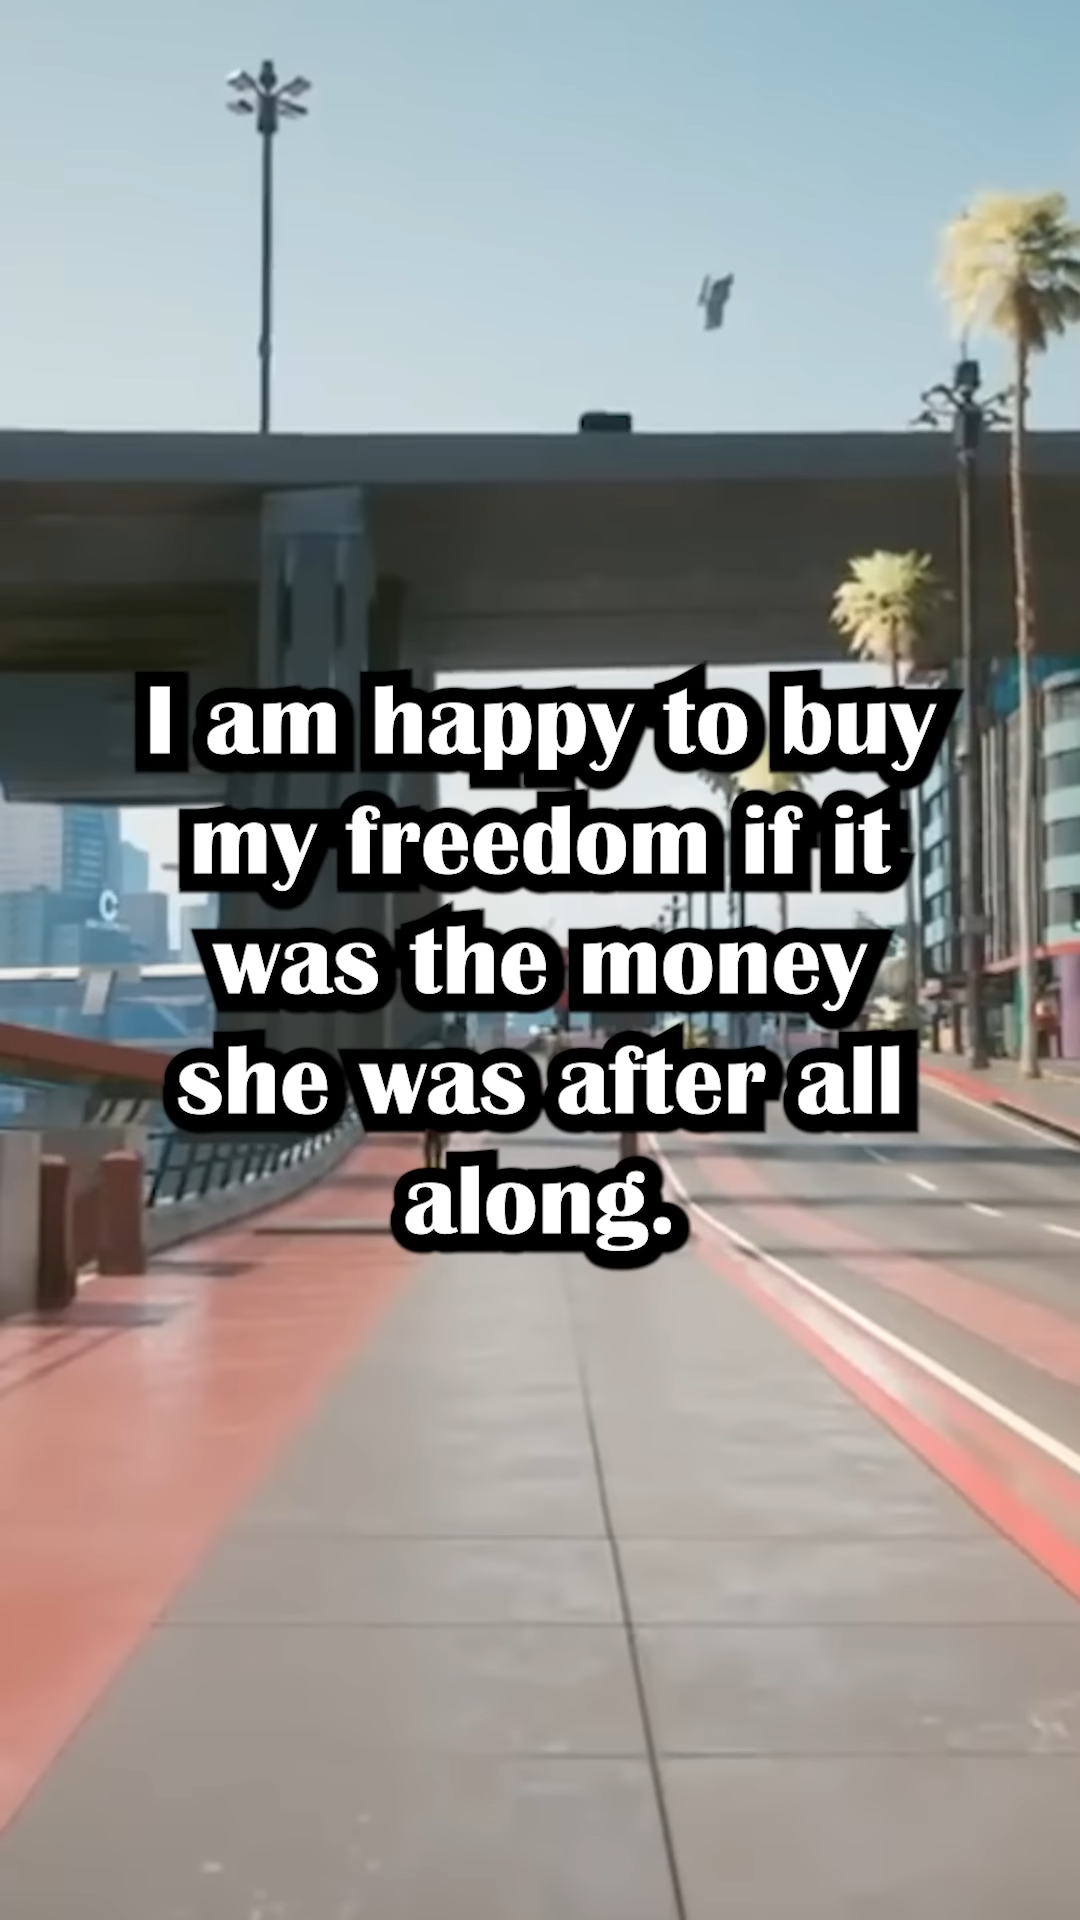 I am happy to buy
my freedom if it
was the money
she was after all
along.
C